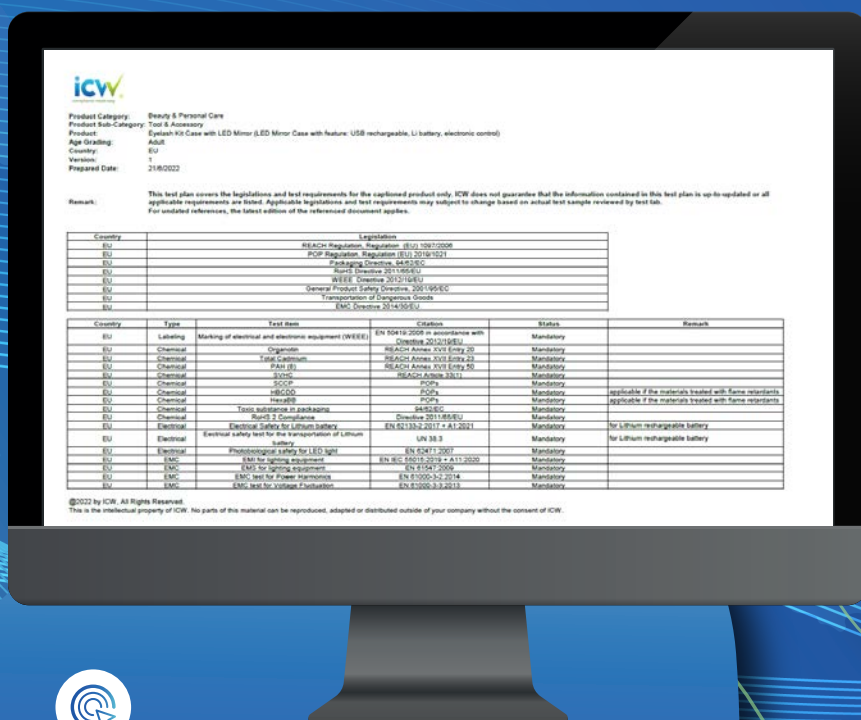 icw
Product Category: Beauty & Personal Care
Product Sub-Category: Tool & Accessory
Product: Eyelash Kit Case with LED Mirror (LED Mirror Case with feature: USB rechargeable, Li battery, electronic control)
Age Grading: Adult
Country: EU
Version: 1
Prepared Date: 21/6/2022
Remark: This test plan covers the legislations and test requirements for the captioned product only. ICW does not guarantee that the information contained in this test plan is up-to-updated or all
applicable requirements are listed. Applicable legislations and test requirements may subject to change based on actual test sample reviewed by test lab.
For undated references, the latest edition of the referenced document applies.
Country Legislation
EU REACH Regulation, Regulation (EU) 1097/2006
EU POP Regulation, Regulation (EU) 2019/1021
EU Packaging Directive, 94/62/EC
EU RoHS Directive 2011/65/EU
EU WEEE Directive 2012/19/EU
EU General Product Safety Directive, 2001/95/EC
EU Transportation of Dangerous Goods
EU EMC Directive 2014/30/EU
Country Type Test Item Citation Status Remark
EU Labeling Marking of electrical and electronic equipment (WEEE) EN 50419:2006 in accordance with Directive 2012/19/EU Mandatory
EU Chemical Organotin REACH Annex XVII Entry 20 Mandatory
EU Chemical Total Cadmium REACH Annex XVII Entry 23 Mandatory
EU Chemical PAH (8) REACH Annex XVII Entry 50 Mandatory
EU Chemical SVHC REACH Article 33(1) Mandatory
EU Chemical SCCP POPs Mandatory
EU Chemical HBCDD POPs Mandatory applicable if the materials treated with flame retardants
EU Chemical HexaBB POPs Mandatory applicable if the materials treated with flame retardants
EU Chemical Toxic substance in packaging 94/62/EC Mandatory
EU Chemical RoHS 2 Compliance Directive 2011/65/EU Mandatory
EU Electrical Electrical Safety for Lithium battery EN 62133-2:2017 + A1:2021 Mandatory for Lithium rechargeable battery
EU Electrical Electrical safety test for the transportation of Lithium battery UN 38.3 Mandatory for Lithium rechargeable battery
EU Electrical Photobiological safety for LED light EN 62471:2007 Mandatory
EU EMC EMI for lighting equipment EN IEC 55015:2019 + A11:2020 Mandatory
EU EMC EMS for lighting equipment EN 61547:2009 Mandatory
EU EMC EMC test for Power Harmonics EN 61000-3-2:2014 Mandatory
EU EMC EMC test for Voltage Fluctuation EN 61000-3-3:2013 Mandatory
@2022 by ICW, All Rights Reserved.
This is the intellectual property of ICW. No parts of this material can be reproduced, adapted or distributed outside of your company without the consent of ICW.